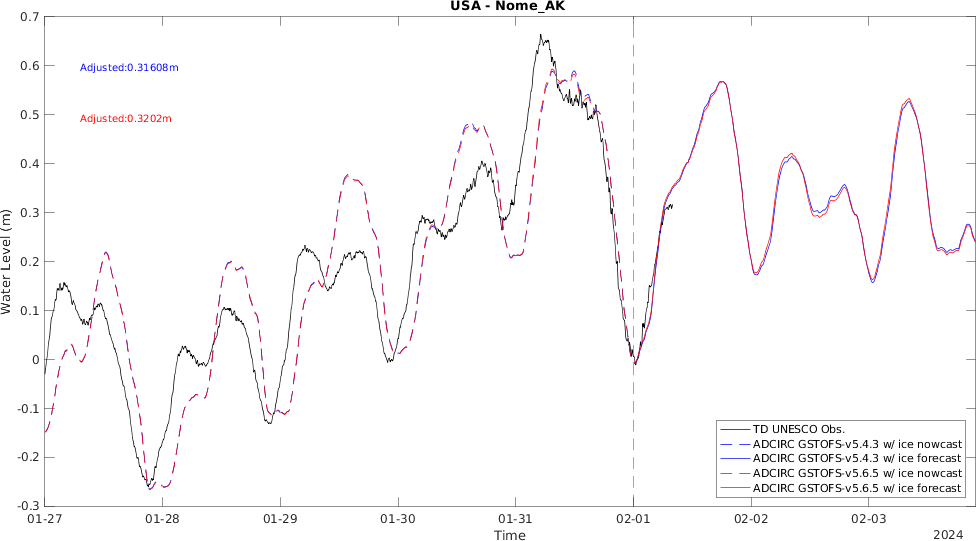 USA - Nome_AK
0.7
0.6
0.5
0.4
0.3
0.2
0.1
0
-0.1
-0.2
-0.3
Water Level (m)
Adjusted:0.31608m
Adjusted:0.3202m
TD UNESCO Obs.
ADCIRC GSTOFS-v5.4.3 w/ ice nowcast
ADCIRC GSTOFS-v5.4.3 w/ ice forecast
ADCIRC GSTOFS-v5.6.5 w/ ice nowcast
ADCIRC GSTOFS-v5.6.5 w/ ice forecast
01-27 01-28 01-29 01-30 01-31 02-01 02-02 02-03
Time
2024